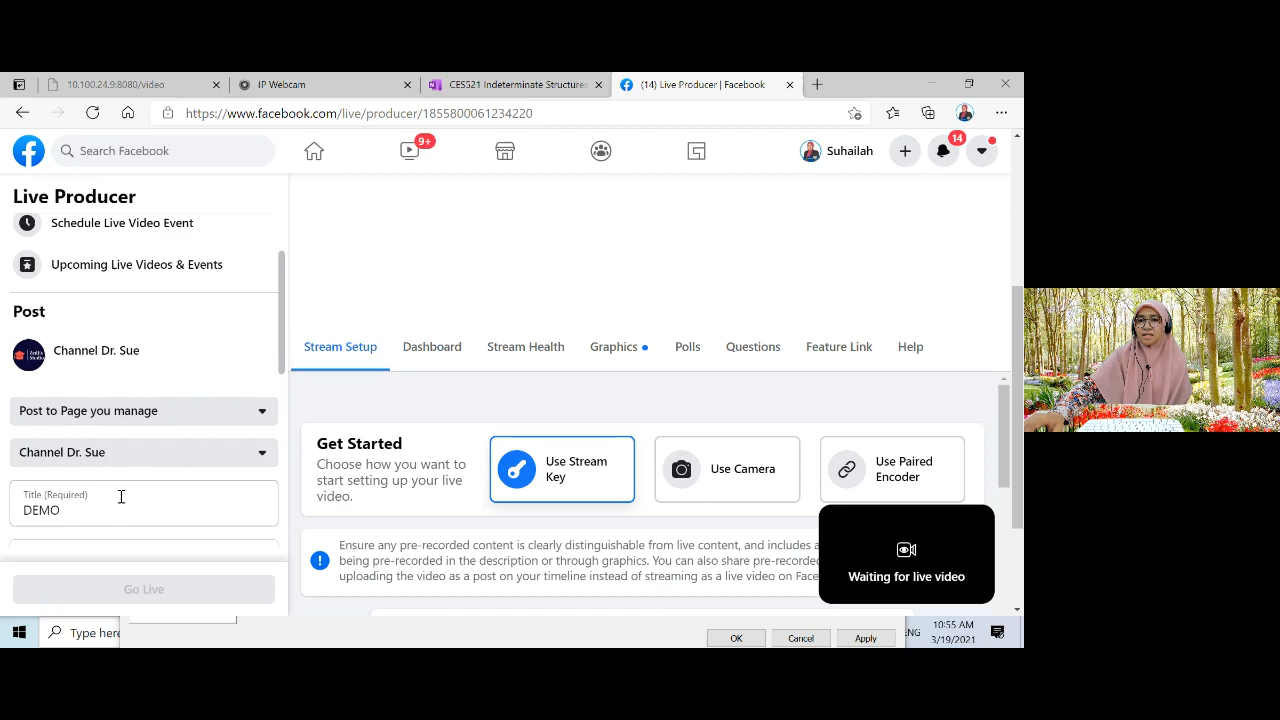 10.100.24.9:8080/video
IP Webcam
CES521 Indeterminate Structures
(14) Live Producer | Facebook
https://www.facebook.com/live/producer/1855800061234220
Search Facebook
9+
Suhailah
14
Live Producer
Schedule Live Video Event
Upcoming Live Videos & Events
Post
Channel Dr. Sue
Post to Page you manage
Channel Dr. Sue
Title (Required)
DEMO
Go Live
Stream Setup
Dashboard
Stream Health
Graphics
Polls
Questions
Feature Link
Help
Get Started
Choose how you want to
start setting up your live
video.
Use Stream
Key
Use Camera
Use Paired
Encoder
Ensure any pre-recorded content is clearly distinguishable from live content, and includes a
being pre-recorded in the description or through graphics. You can also share pre-recorded
uploading the video as a post on your timeline instead of streaming as a live video on Face
Waiting for live video
Type here
OK
Cancel
Apply
ENG
10:55 AM
3/19/2021